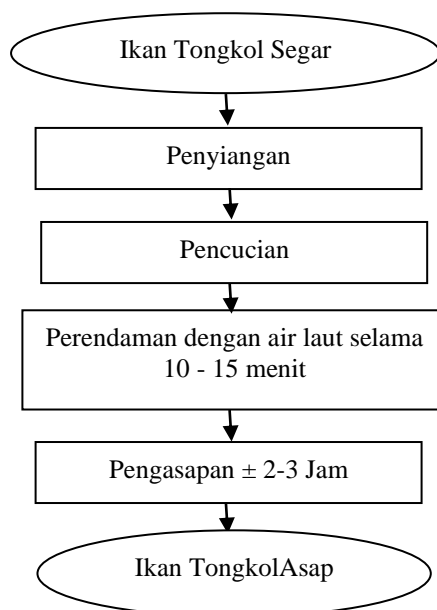 Ikan Tongkol Segar
Penyiangan
Pencucian
Perendaman dengan air laut selama
10 - 15 menit
Pengasapan ± 2-3 Jam
Ikan TongkolAsap